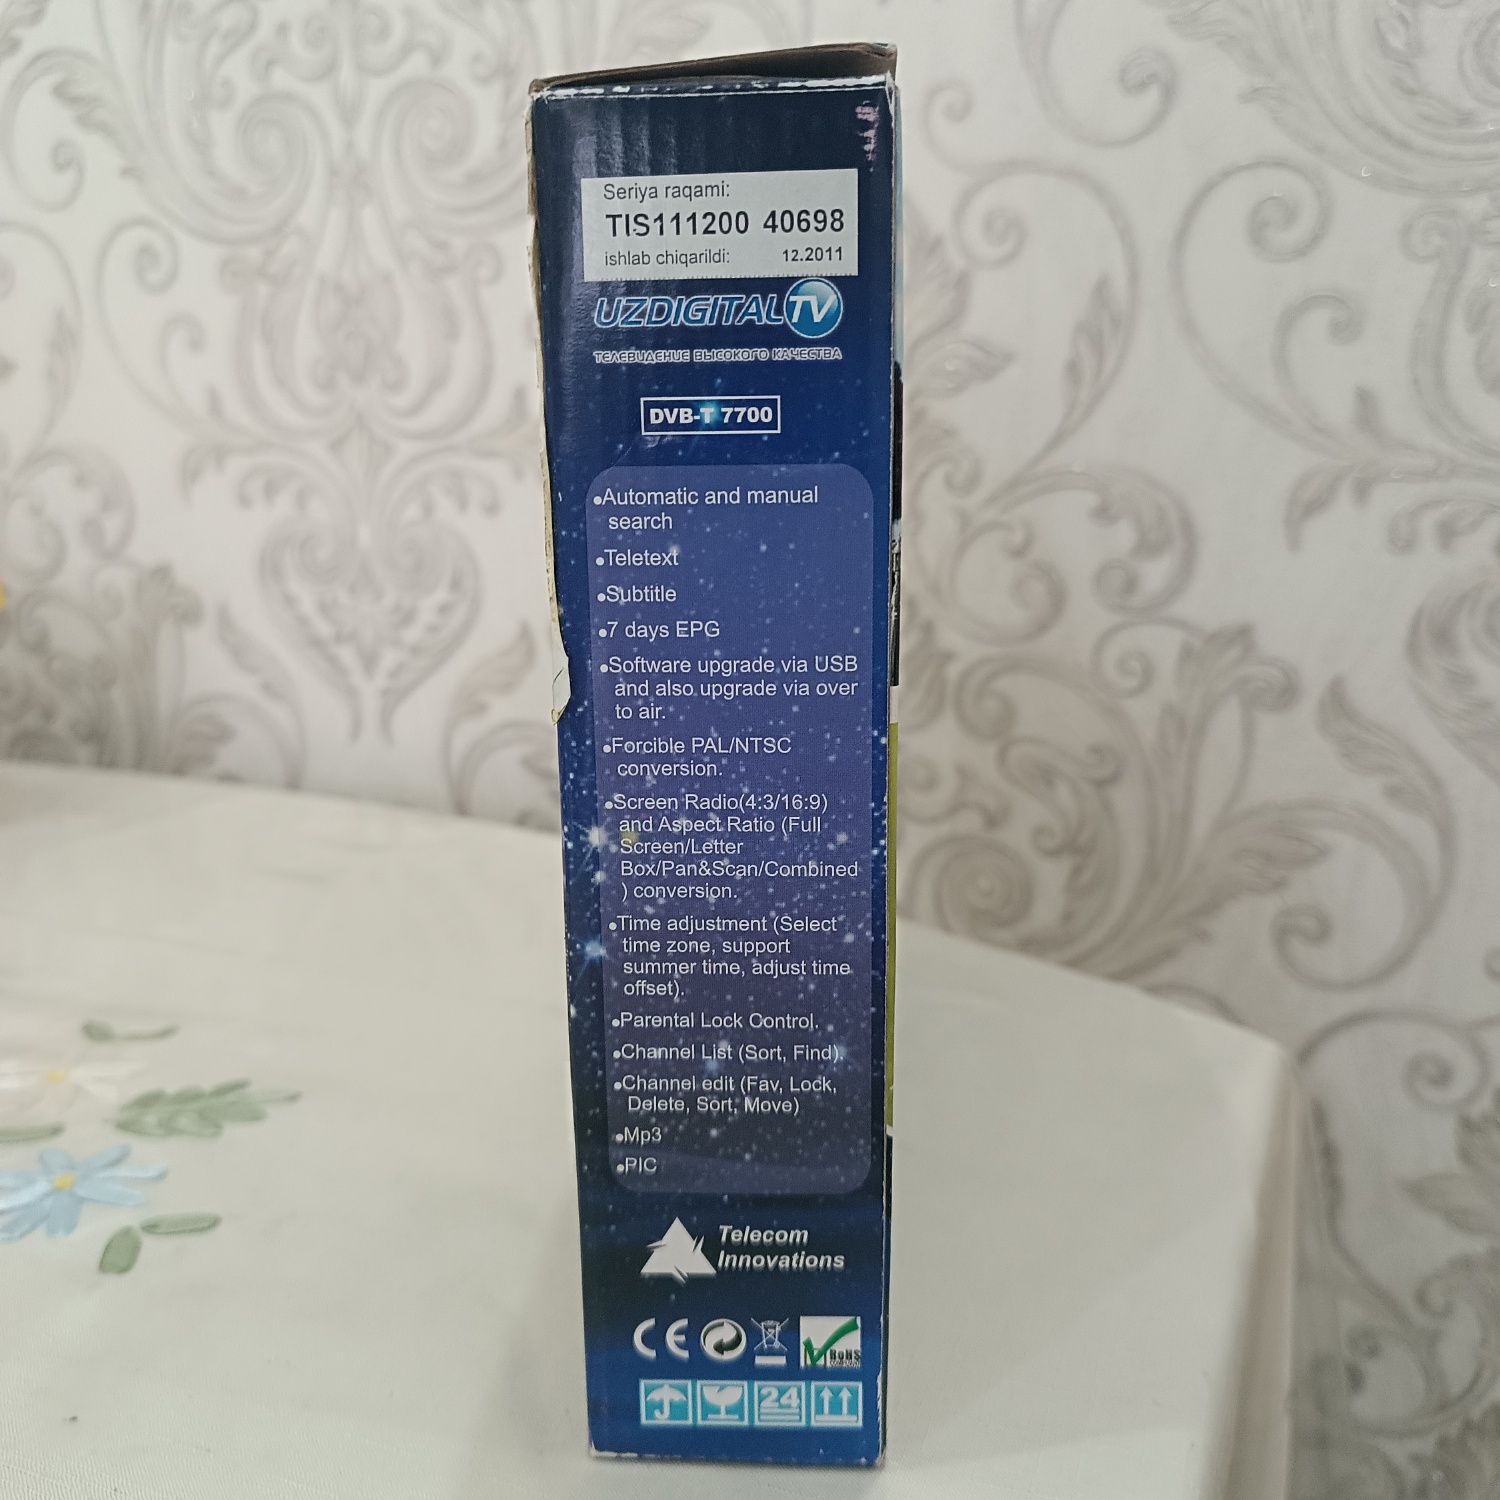 Seriya raqami:
TIS111200 40698
ishlab chiqarildi: 12.2011
UZDIGITALTV
ТЕЛЕВИДЕНИЕ ВЫСОКОГО КАЧЕСТВА
DVB-T 7700
•Automatic and manual
search
•Teletext
•Subtitle
•7 days EPG
•Software upgrade via USB
and also upgrade via over
to air.
•Forcible PAL/NTSC
conversion.
•Screen Radio(4:3/16:9)
and Aspect Ratio (Full
Screen/Letter
Box/Pan&Scan/Combined
) conversion.
•Time adjustment (Select
time zone, support
summer time, adjust time
offset).
•Parental Lock Control.
•Channel List (Sort, Find).
•Channel edit (Fav, Lock,
Delete, Sort, Move)
•Mp3
•PIC
Telecom
Innovations
CE
RoHS
24